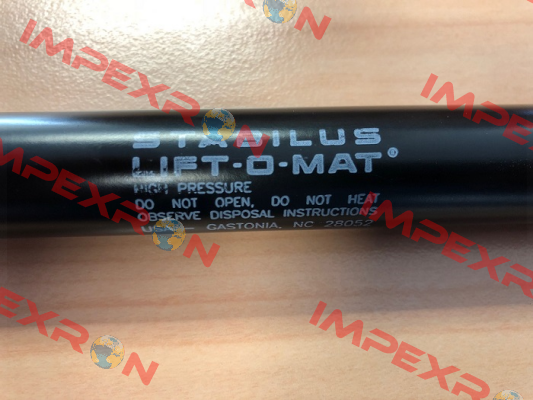 STABILUS
LIFT-O-MAT®
HIGH PRESSURE
DO NOT OPEN, DO NOT HEAT
OBSERVE DISPOSAL INSTRUCTIONS
GASTONIA, NC 28052
IMPEXRON
IMPEXRON
IMPEXRON
IMPEXRON